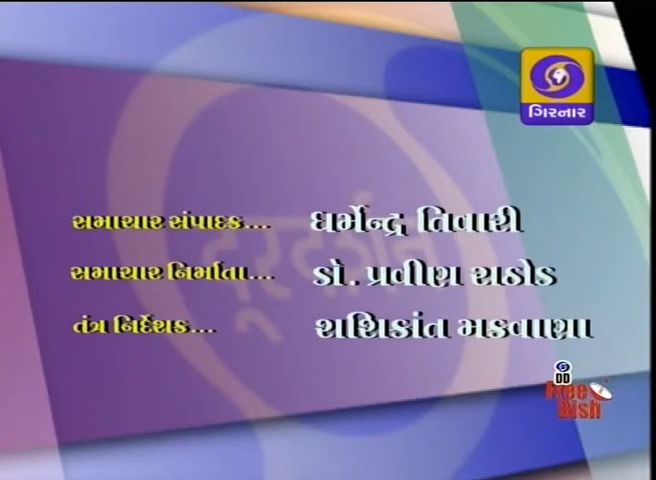 ગિરનાર
સમાચાર સંપાદક.... ધર્મેન્દ્ર તિવારી
સમાચાર નિર્માતા.... ડૉ. પ્રવીણ રાઠોડ
તંત્ર નિર્દેશક.... શશિકાંત મકવાણા
DD
Free
Dish